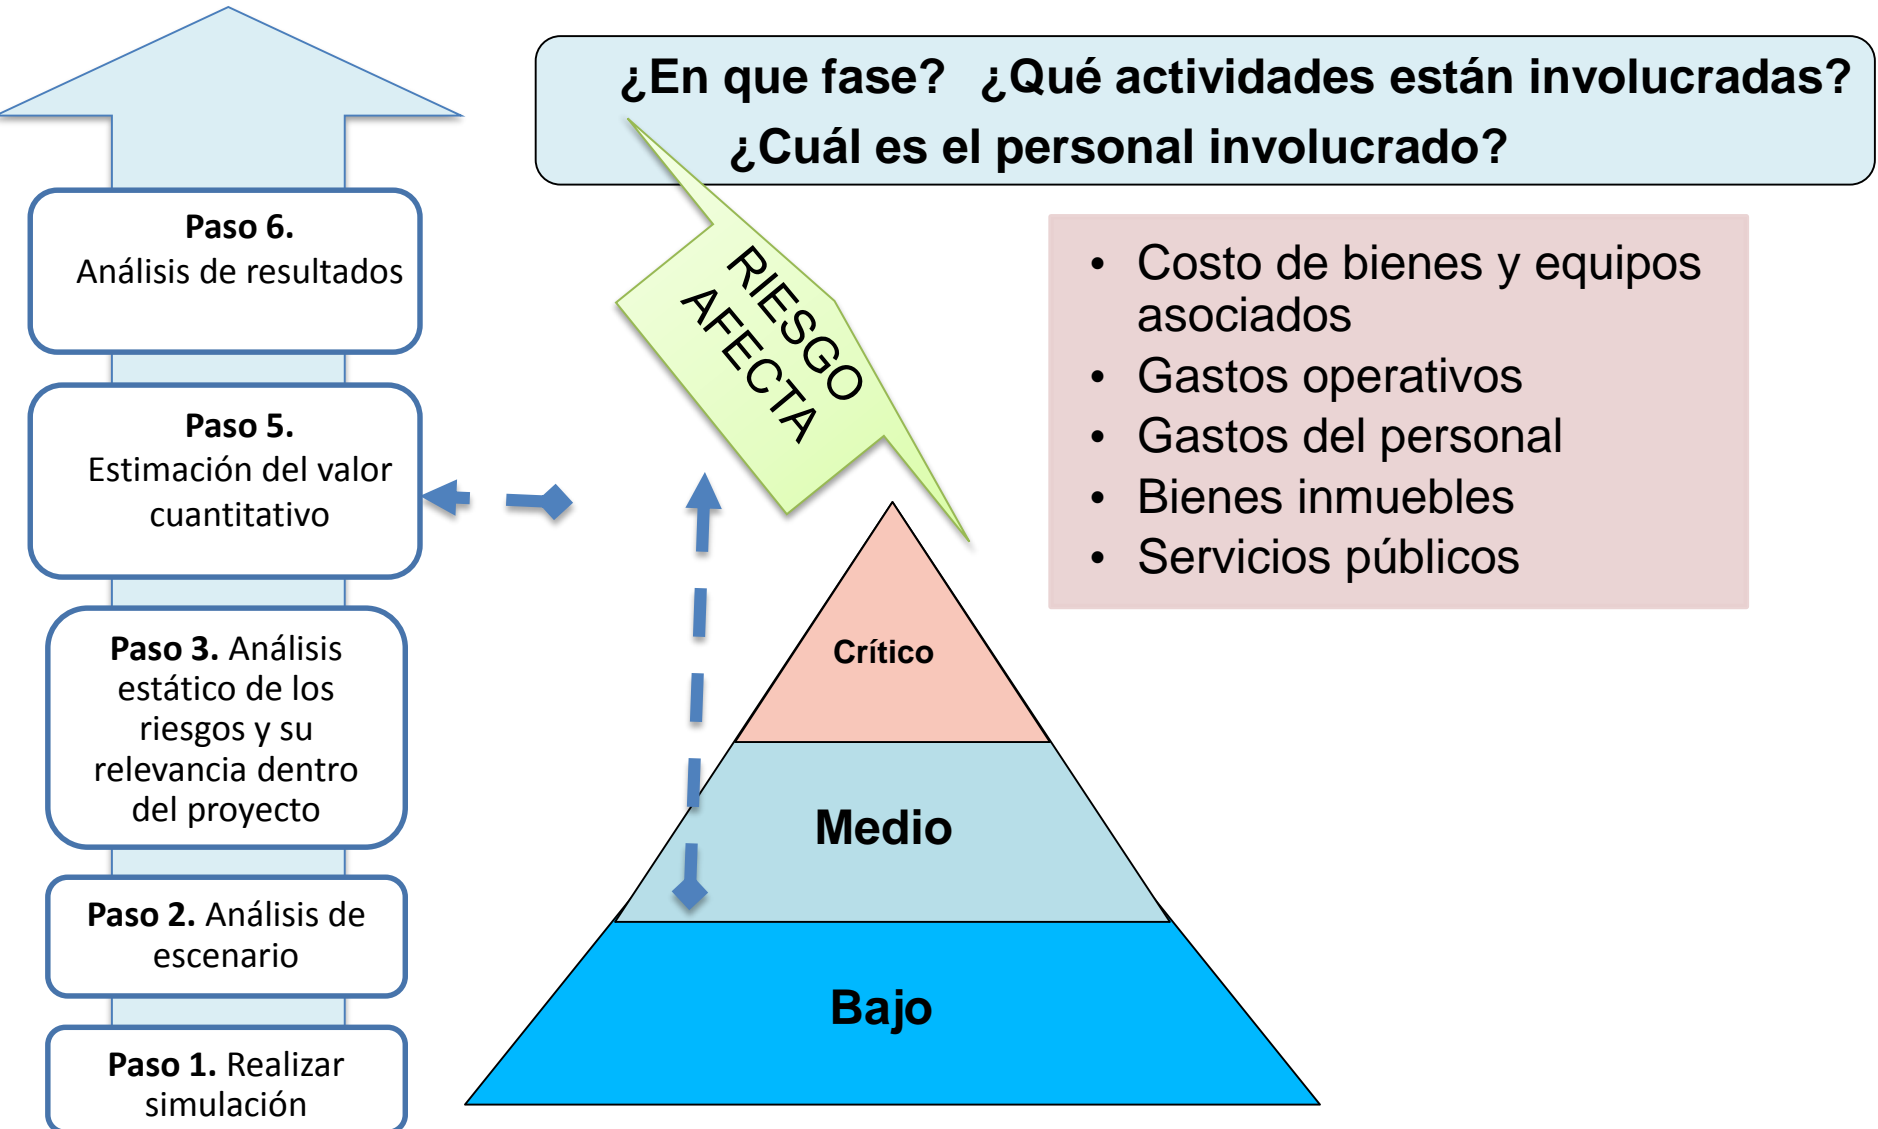 ¿En que fase? ¿Qué actividades están involucradas?
¿Cuál es el personal involucrado?
Paso 6.
Análisis de resultados
Paso 5.
Estimación del valor
cuantitativo
Paso 3. Análisis
estático de los
riesgos y su
relevancia dentro
del proyecto
Paso 2. Análisis de
escenario
Paso 1. Realizar
simulación
RIESGO
AFECTA
Crítico
Medio
Bajo
• Costo de bienes y equipos
asociados
• Gastos operativos
• Gastos del personal
• Bienes inmuebles
• Servicios públicos